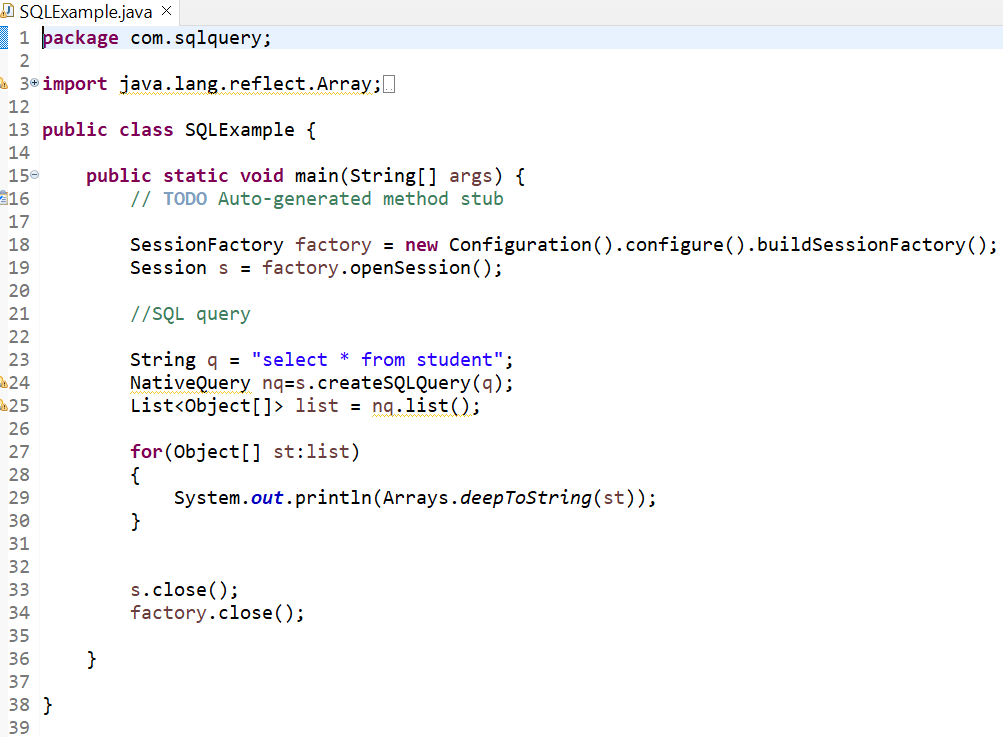 SQLExample.java ×
1 package com.sqlquery;
2
3 import java.lang.reflect.Array;
12
13 public class SQLExample {
14
15     public static void main(String[] args) {
16         // TODO Auto-generated method stub
17
18         SessionFactory factory = new Configuration().configure().buildSessionFactory();
19         Session s = factory.openSession();
20
21         //SQL query
22
23         String q = "select * from student";
24         NativeQuery nq=s.createSQLQuery(q);
25         List<Object[]> list = nq.list();
26
27         for(Object[] st:list)
28         {
29             System.out.println(Arrays.deepToString(st));
30         }
31
32
33         s.close();
34         factory.close();
35
36     }
37
38 }
39